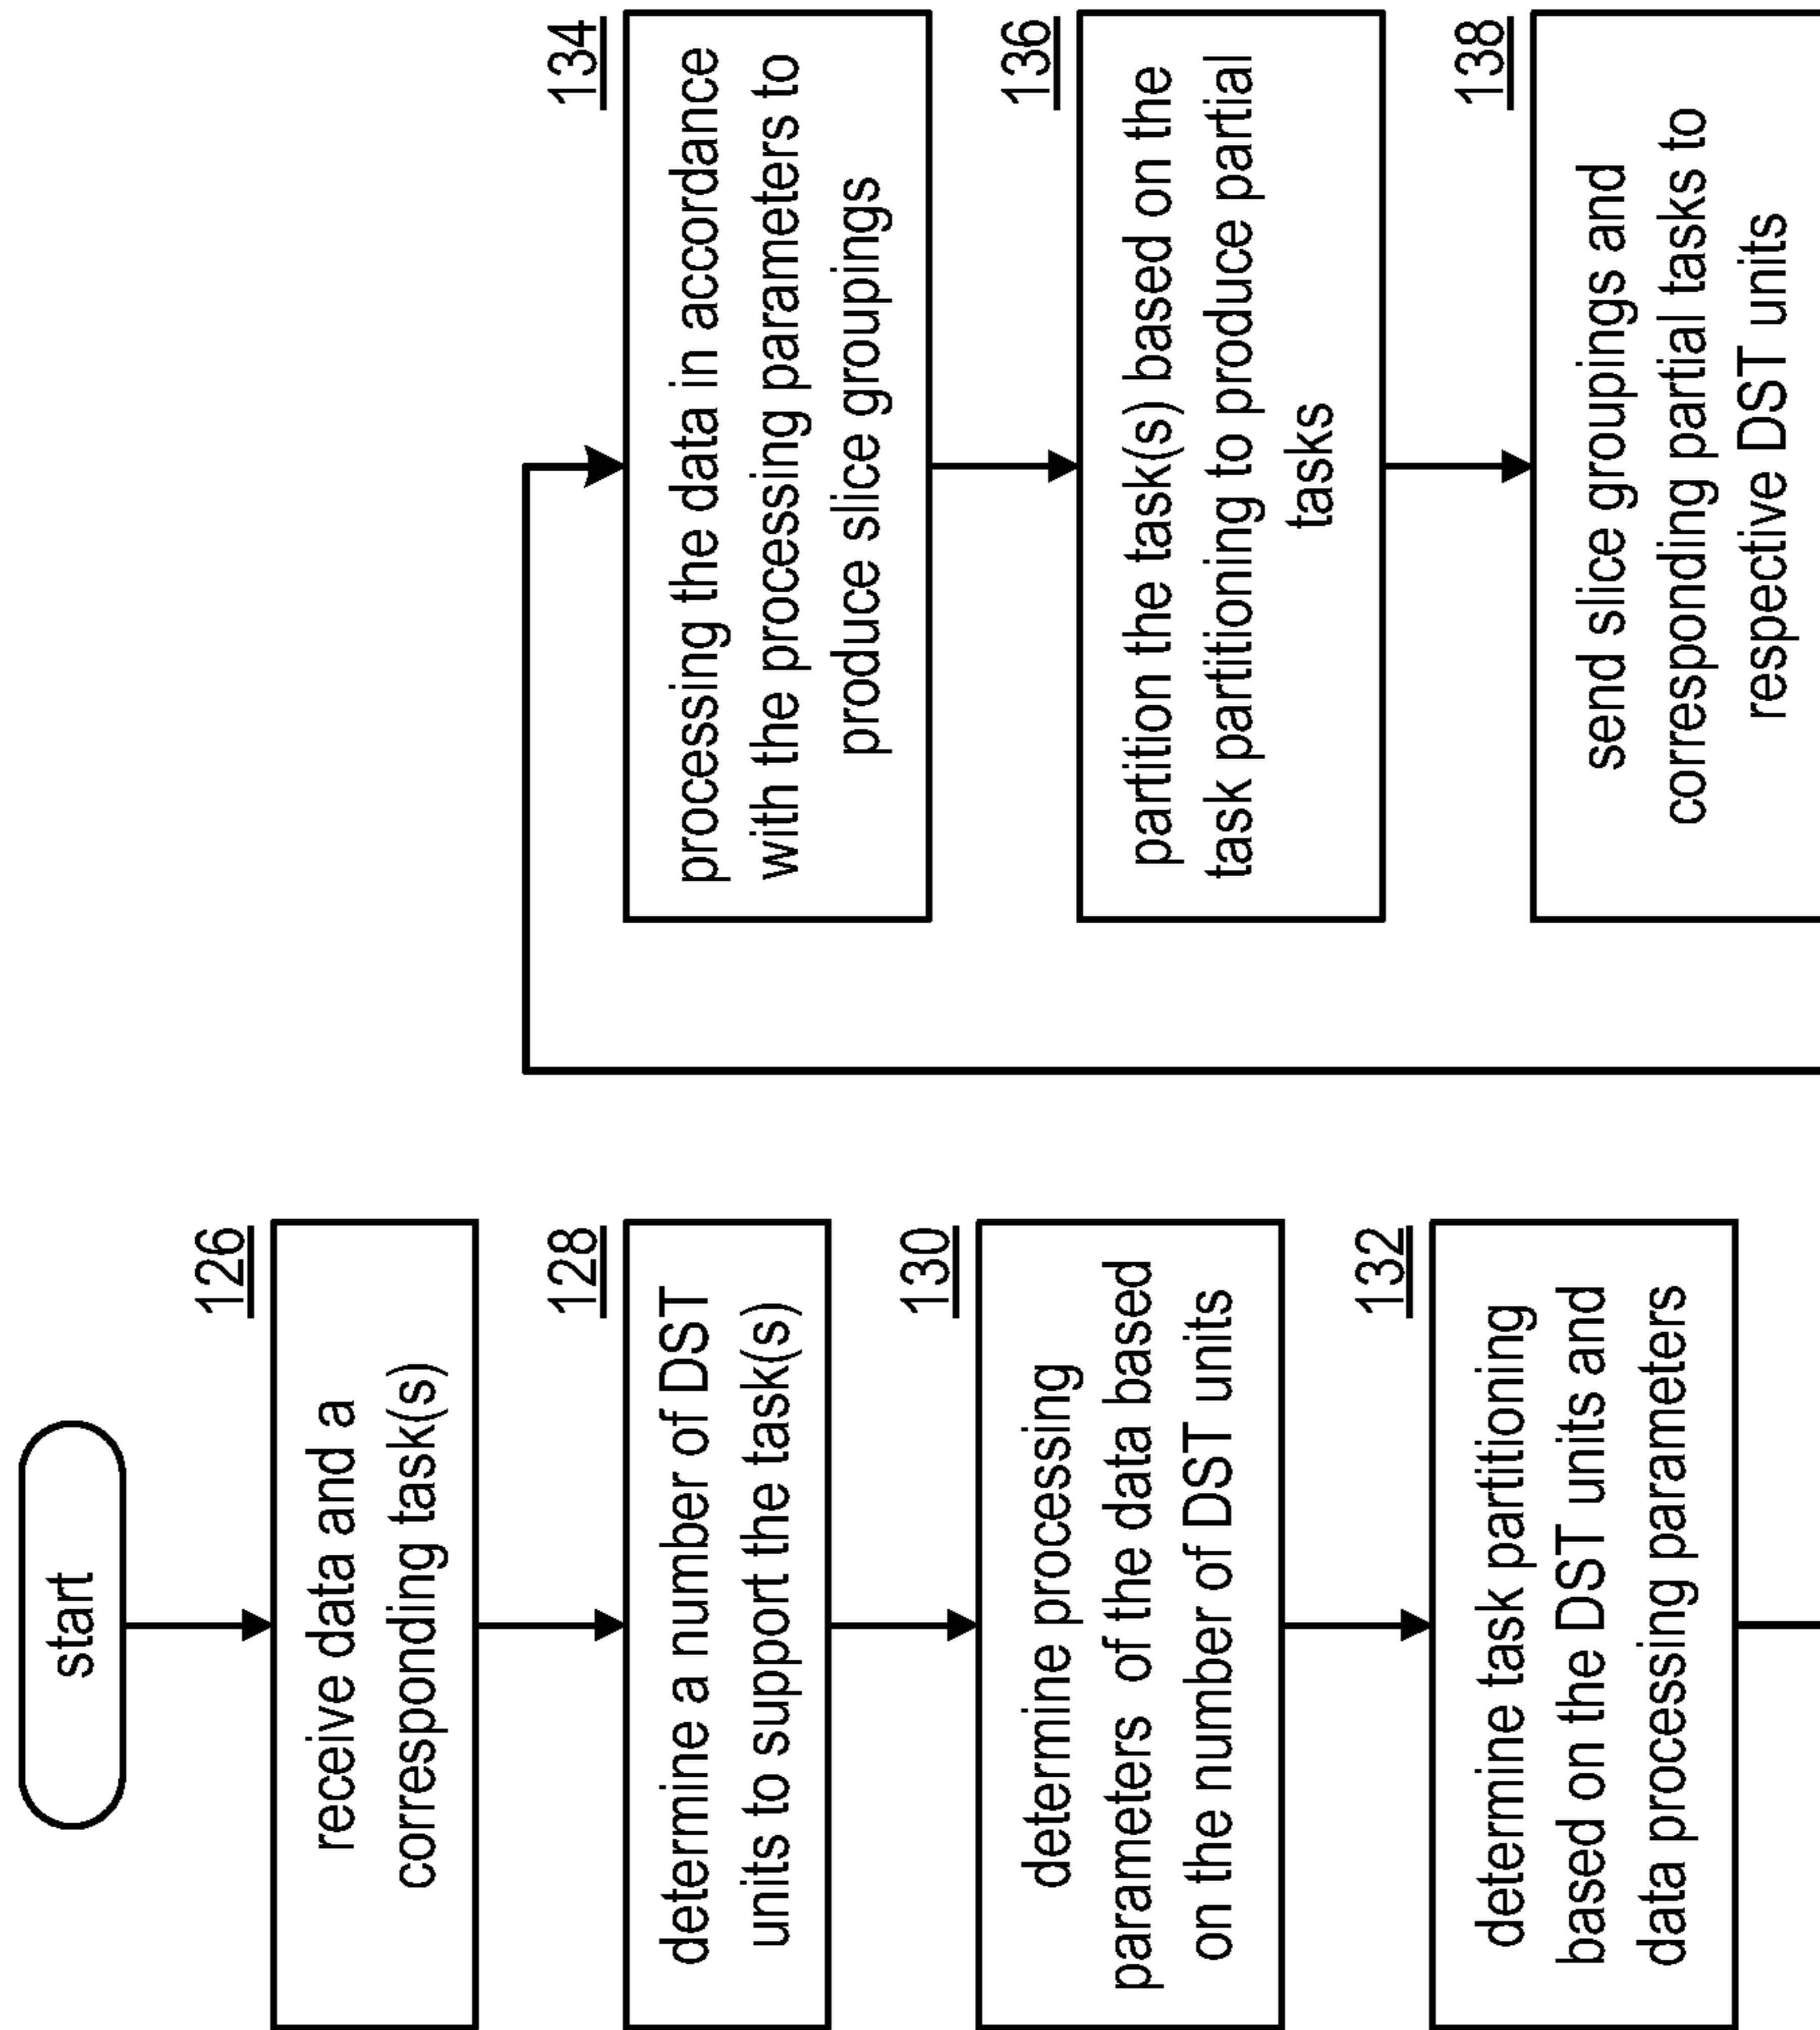 start
126
receive data and a
corresponding task(s)
128
determine a number of DST
units to support the task(s)
130
determine processing
parameters of the data based
on the number of DST units
132
determine task partitioning
based on the DST units and
data processing parameters
134
processing the data in accordance
with the processing parameters to
produce slice groupings
136
partition the task(s) based on the
task partitioning to produce partial
tasks
138
send slice groupings and
corresponding partial tasks to
respective DST units